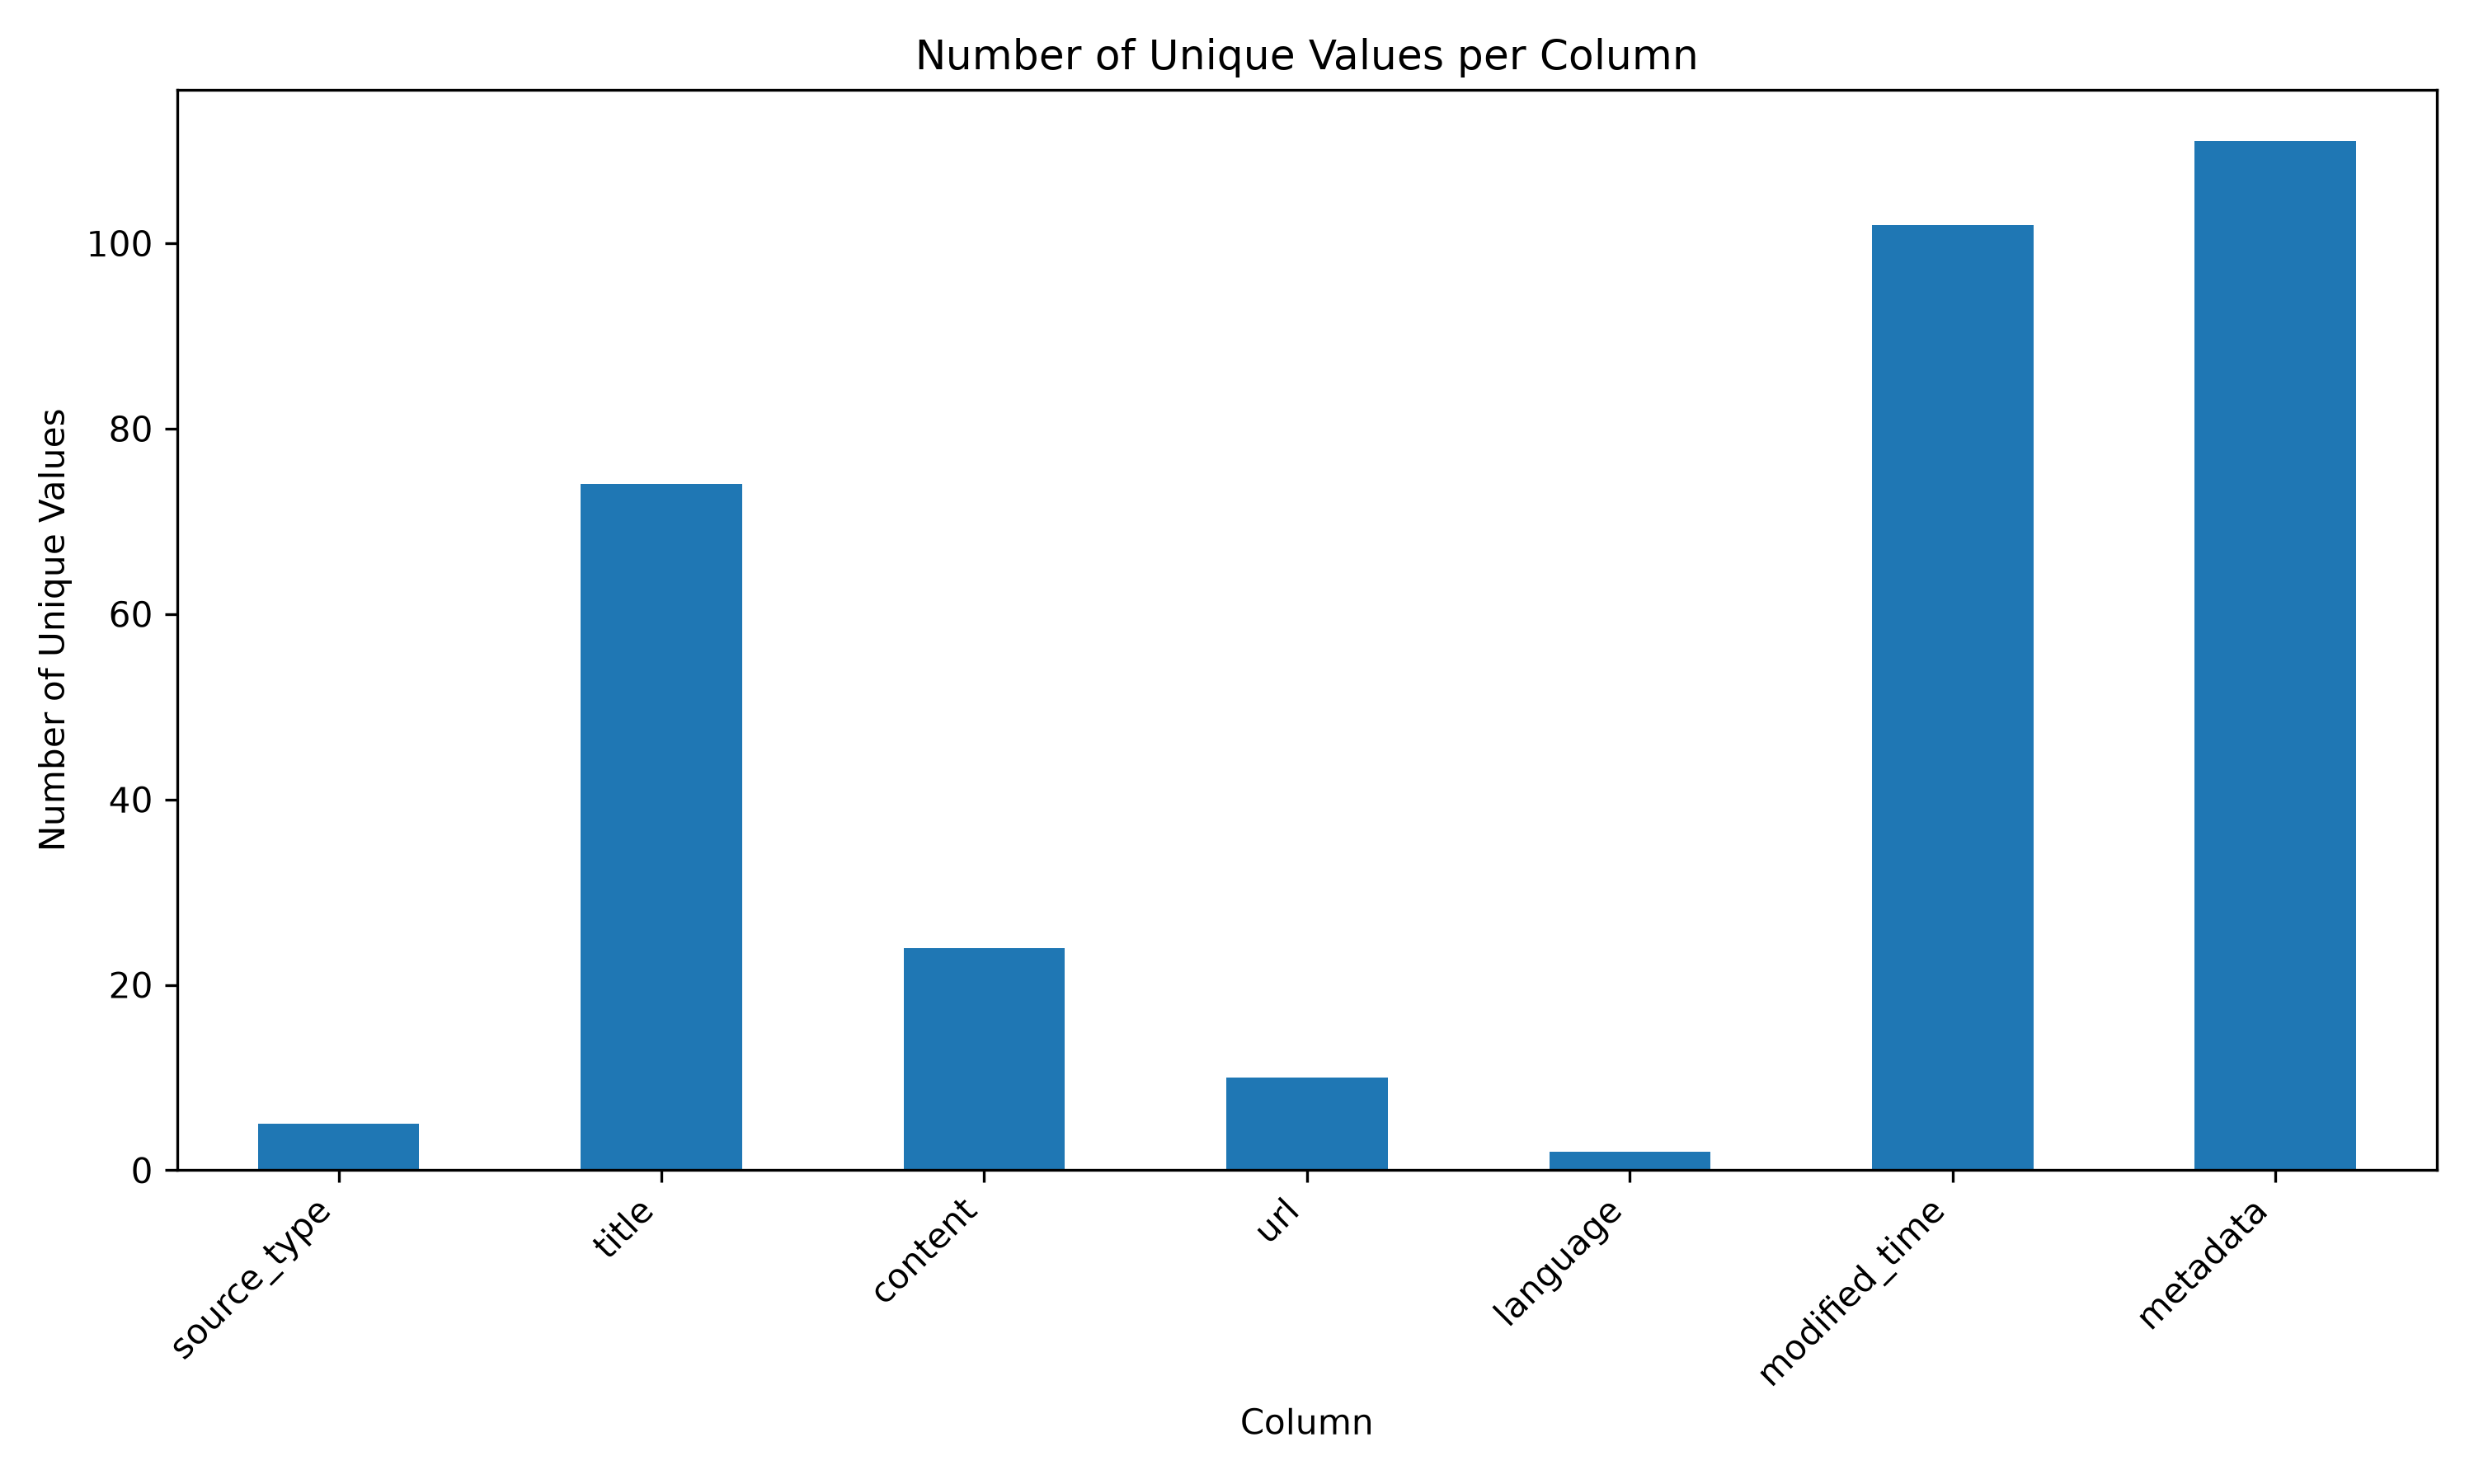 Number of Unique Values per Column
Number of Unique Values
100
80
60
40
20
0
source_type
title
content
url
language
modified_time
metadata
Column